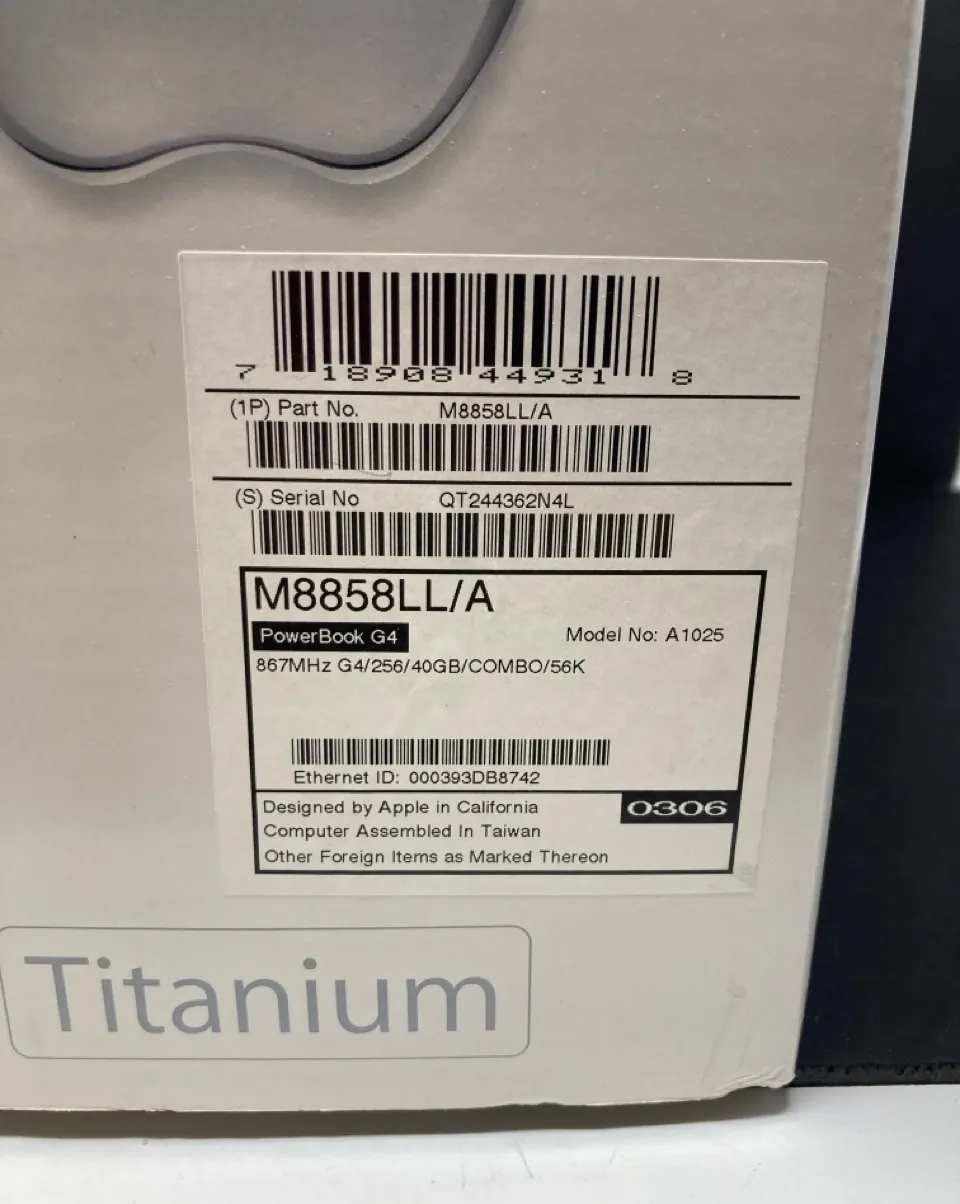 7 18908 44931 8
(1P) Part No. M8858LL/A
(S) Serial No QT244362N4L
M8858LL/A
PowerBook G4 Model No: A1025
867MHz G4/256/40GB/COMBO/56K
Ethernet ID: 000393DB8742
Designed by Apple in California 0306
Computer Assembled In Taiwan
Other Foreign Items as Marked Thereon
Titanium